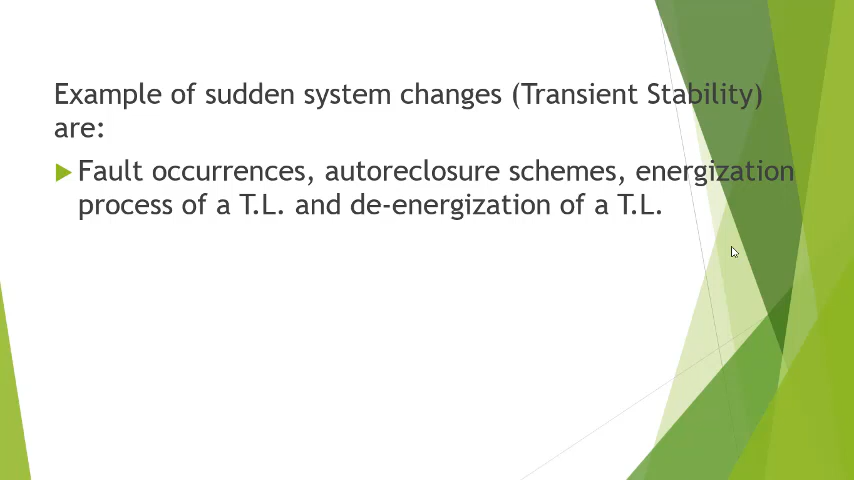 Example of sudden system changes (Transient Stability)
are:
Fault occurrences, autoreclosure schemes, energization
process of a T.L. and de-energization of a T.L.